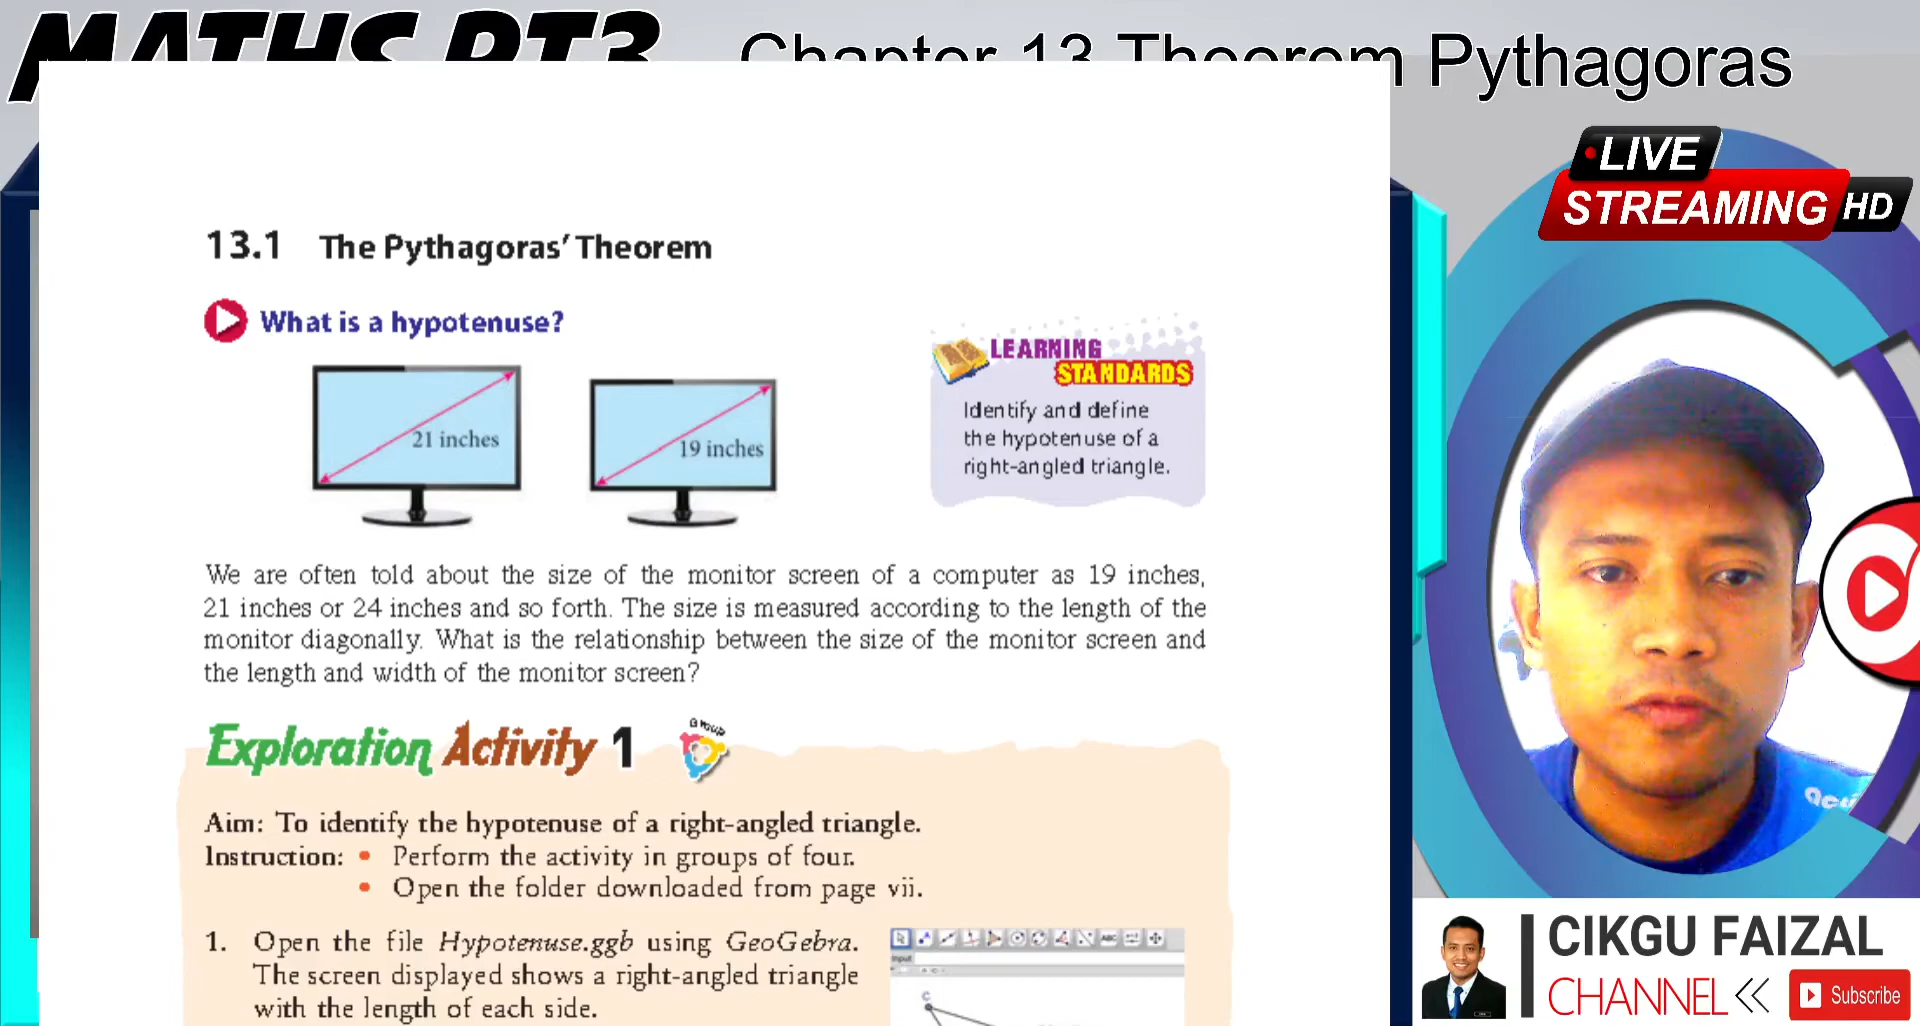 MATHS PT3
Chapter 13 Theorem Pythagoras
LIVE
STREAMING HD
13.1 The Pythagoras' Theorem
What is a hypotenuse?
21 inches
19 inches
LEARNING
STANDARDS
Identify and define
the hypotenuse of a
right-angled triangle.
We are often told about the size of the monitor screen of a computer as 19 inches,
21 inches or 24 inches and so forth. The size is measured according to the length of the
monitor diagonally. What is the relationship between the size of the monitor screen and
the length and width of the monitor screen?
Exploration Activity 1
Group
Aim: To identify the hypotenuse of a right-angled triangle.
Instruction: • Perform the activity in groups of four.
• Open the folder downloaded from page vii.
1. Open the file Hypotenuse.ggb using GeoGebra.
The screen displayed shows a right-angled triangle
with the length of each side.
ABC
Input
C
CIKGU FAIZAL
CHANNEL <<
Subscribe